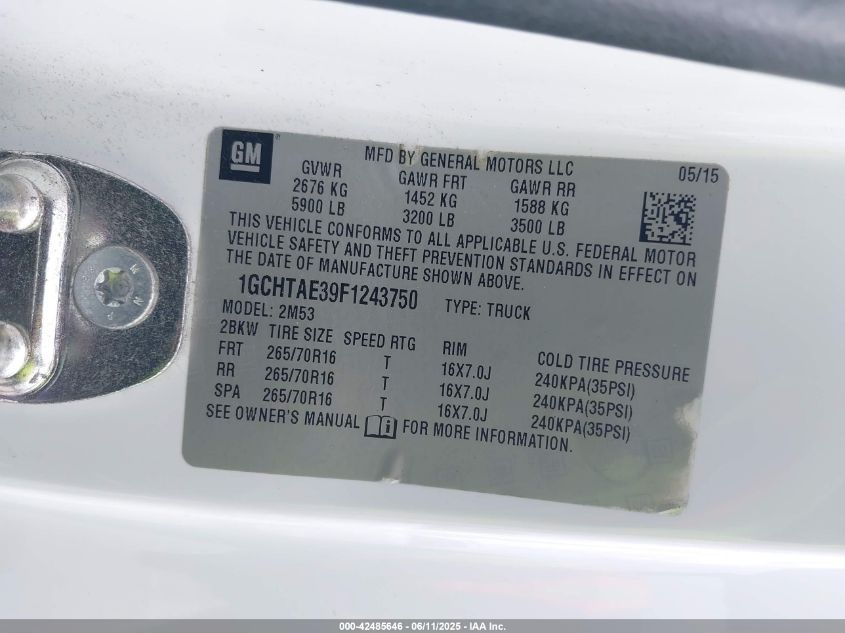 GM
MFD BY GENERAL MOTORS LLC
05/15
GVWR GAWR FRT GAWR RR
2676 KG 1452 KG 1588 KG
5900 LB 3200 LB 3500 LB
THIS VEHICLE CONFORMS TO ALL APPLICABLE U.S. FEDERAL MOTOR
VEHICLE SAFETY AND THEFT PREVENTION STANDARDS IN EFFECT ON
THE DATE OF MANUFACTURE SHOWN ABOVE.
1GCHTAE39F1243750 TYPE: TRUCK
MODEL: 2M53
2BKW TIRE SIZE SPEED RTG RIM COLD TIRE PRESSURE
FRT 265/70R16 T 16X7.0J 240KPA(35PSI)
RR 265/70R16 T 16X7.0J 240KPA(35PSI)
SPA 265/70R16 T 16X7.0J 240KPA(35PSI)
SEE OWNER'S MANUAL FOR MORE INFORMATION.
000-42485646 - 06/11/2025 - IAA Inc.